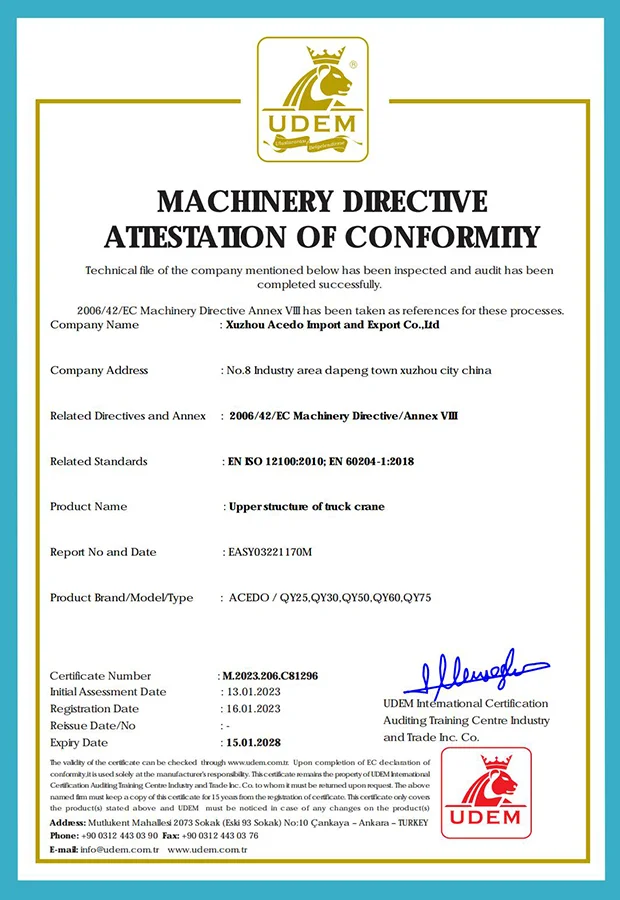 UDEM
®
Uluslararası Belgelendirme
MACHINERY DIRECTIVE
ATTESTATION OF CONFORMITY
Technical file of the company mentioned below has been inspected and audit has been
completed successfully.
2006/42/EC Machinery Directive Annex VIII has been taken as references for these processes.
Company Name : Xuzhou Acedo Import and Export Co.,Ltd
Company Address : No.8 Industry area dapeng town xuzhou city china
Related Directives and Annex : 2006/42/EC Machinery Directive/Annex VIII
Related Standards : EN ISO 12100:2010; EN 60204-1:2018
Product Name : Upper structure of truck crane
Report No and Date : EASY03221170M
Product Brand/Model/Type : ACEDO / QY25,QY30,QY50,QY60,QY75
Certificate Number : M.2023.206.C81296
Initial Assessment Date : 13.01.2023
Registration Date : 16.01.2023
Reissue Date/No : -
Expiry Date : 15.01.2028
UDEM International Certification
Auditing Training Centre Industry
and Trade Inc. Co.
The validity of the certificate can be checked through www.udem.com.tr. Upon completion of EC declaration of
conformity,it is used solely at the manufacturer's responsibility. This certificate remains the property of UDEM International
Certification Auditing Training Centre Industry and Trade Inc. Co. to whom it must be returned upon request. The above
named firm must keep a copy of this certificate for 15 years from the registration of certificate. This certificate only covers
the product(s) stated above and UDEM must be noticed in case of any changes on the product(s)
Address: Mutlukent Mahallesi 2073 Sokak (Eski 93 Sokak) No:10 Çankaya – Ankara – TURKEY
Phone: +90 0312 443 03 90 Fax: +90 0312 443 03 76
E-mail: info@udem.com.tr www.udem.com.tr
UDEM